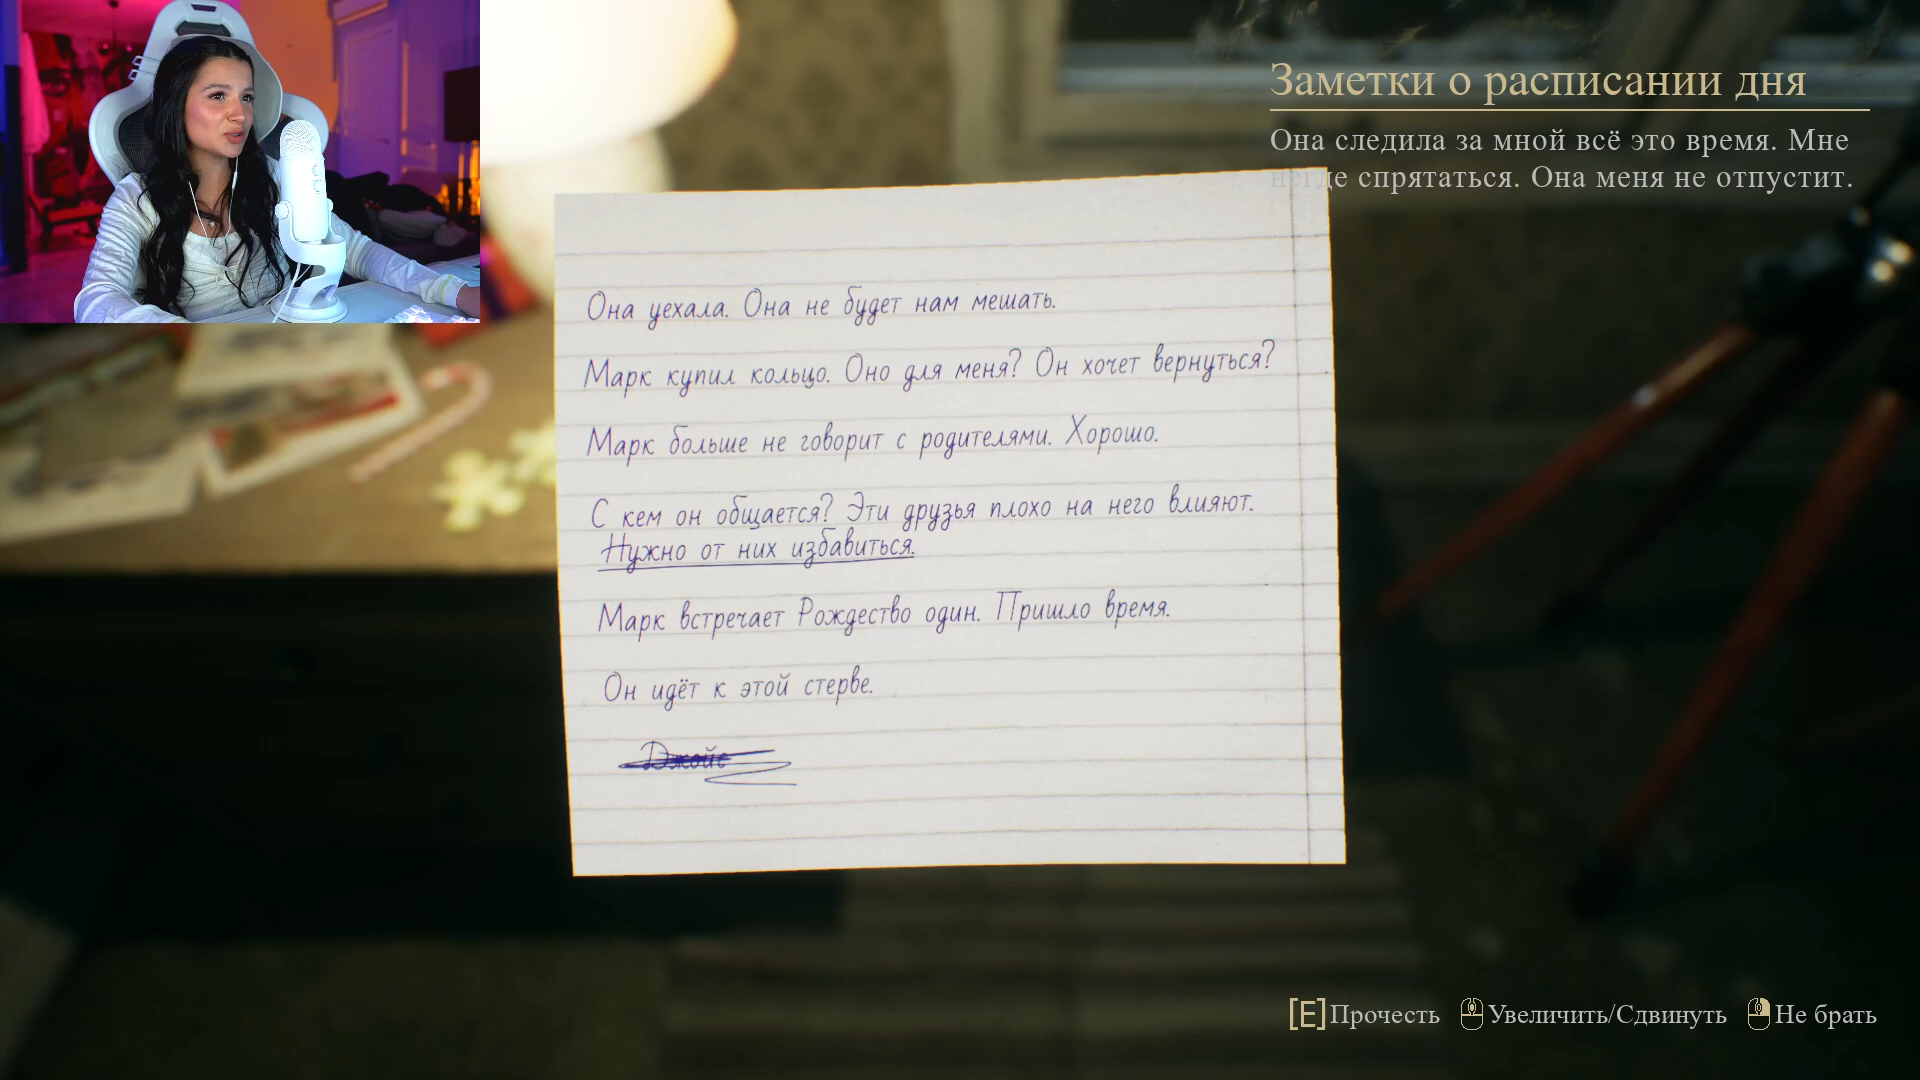 Заметки о расписании дня
Она следила за мной всё это время. Мне
негде спрятаться. Она меня не отпустит.
Она уехала. Она не будет нам мешать.
Марк купил кольцо. Оно для меня? Он хочет вернуться?
Марк больше не говорит с родителями. Хорошо.
С кем он общается? Эти друзья плохо на него влияют.
Нужно от них избавиться.
Марк встречает Рождество один. Пришло время.
Он идёт к этой стерве.
Джойс
[E] Прочесть Увеличить/Сдвинуть Не брать